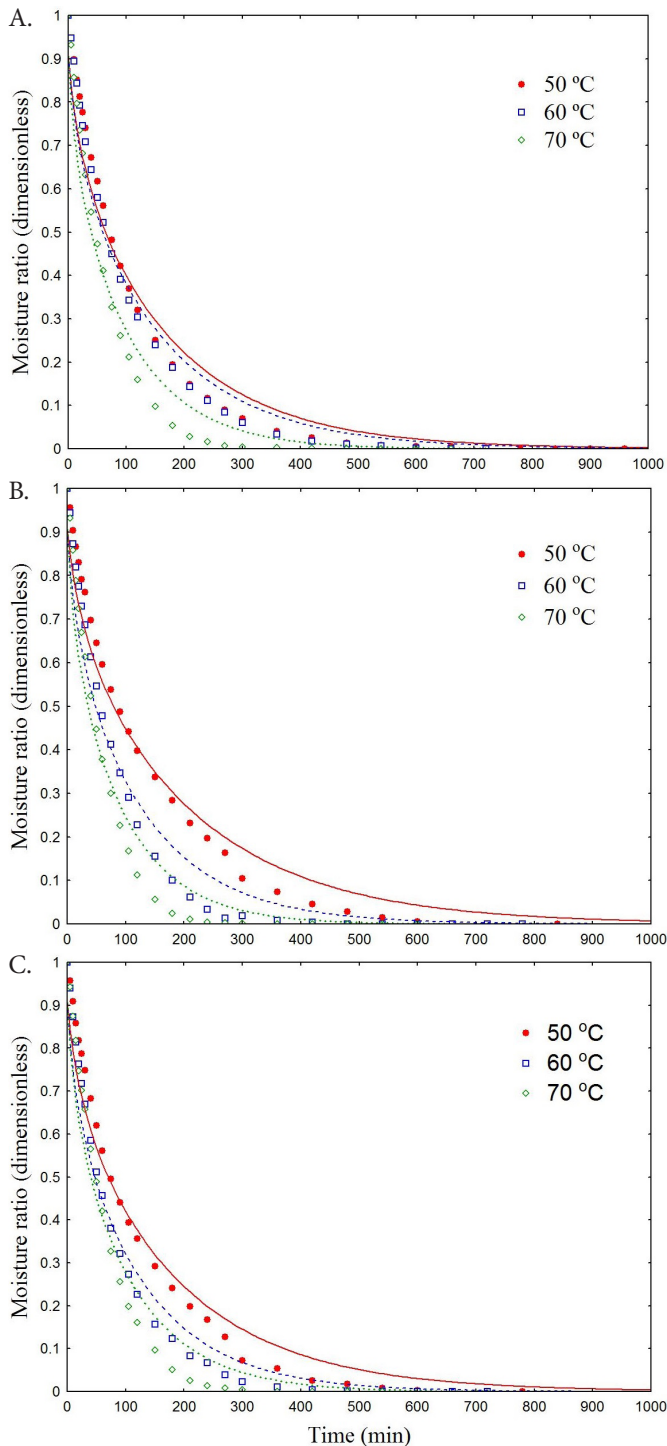 A.
Moisture ratio (dimensionless)
1
0.9
0.8
0.7
0.6
0.5
0.4
0.3
0.2
0.1
0
50 ºC
60 ºC
70 ºC
0 100 200 300 400 500 600 700 800 900 1000
B.
Moisture ratio (dimensionless)
1
0.9
0.8
0.7
0.6
0.5
0.4
0.3
0.2
0.1
0
50 ºC
60 ºC
70 ºC
0 100 200 300 400 500 600 700 800 900 1000
C.
Moisture ratio (dimensionless)
1
0.9
0.8
0.7
0.6
0.5
0.4
0.3
0.2
0.1
0
50 ºC
60 ºC
70 ºC
0 100 200 300 400 500 600 700 800 900 1000
Time (min)